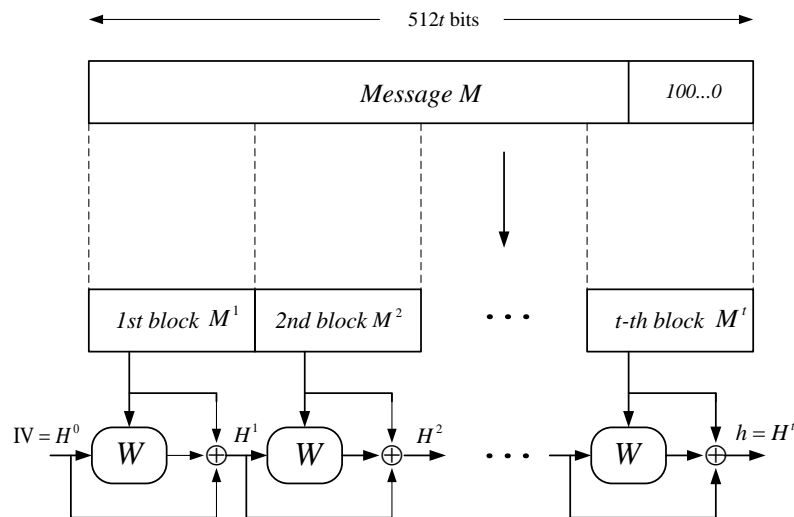 512t bits
Message M
100...0
1st block M¹
2nd block M²
. . .
t-th block Mᵗ
IV = H⁰
W
H¹
W
H²
. . .
W
h = Hᵗ